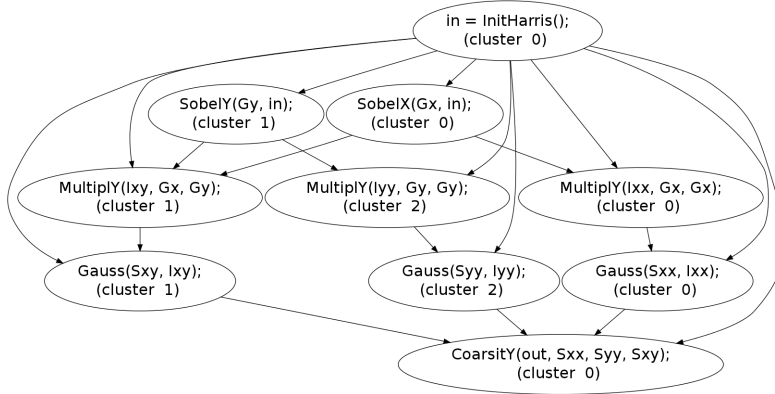 in = InitHarris();
(cluster 0)
SobelY(Gy, in);
(cluster 1)
SobelX(Gx, in);
(cluster 0)
MultiplY(Ixy, Gx, Gy);
(cluster 1)
MultiplY(Iyy, Gy, Gy);
(cluster 2)
MultiplY(Ixx, Gx, Gx);
(cluster 0)
Gauss(Sxy, Ixy);
(cluster 1)
Gauss(Syy, Iyy);
(cluster 2)
Gauss(Sxx, Ixx);
(cluster 0)
CoarsitY(out, Sxx, Syy, Sxy);
(cluster 0)